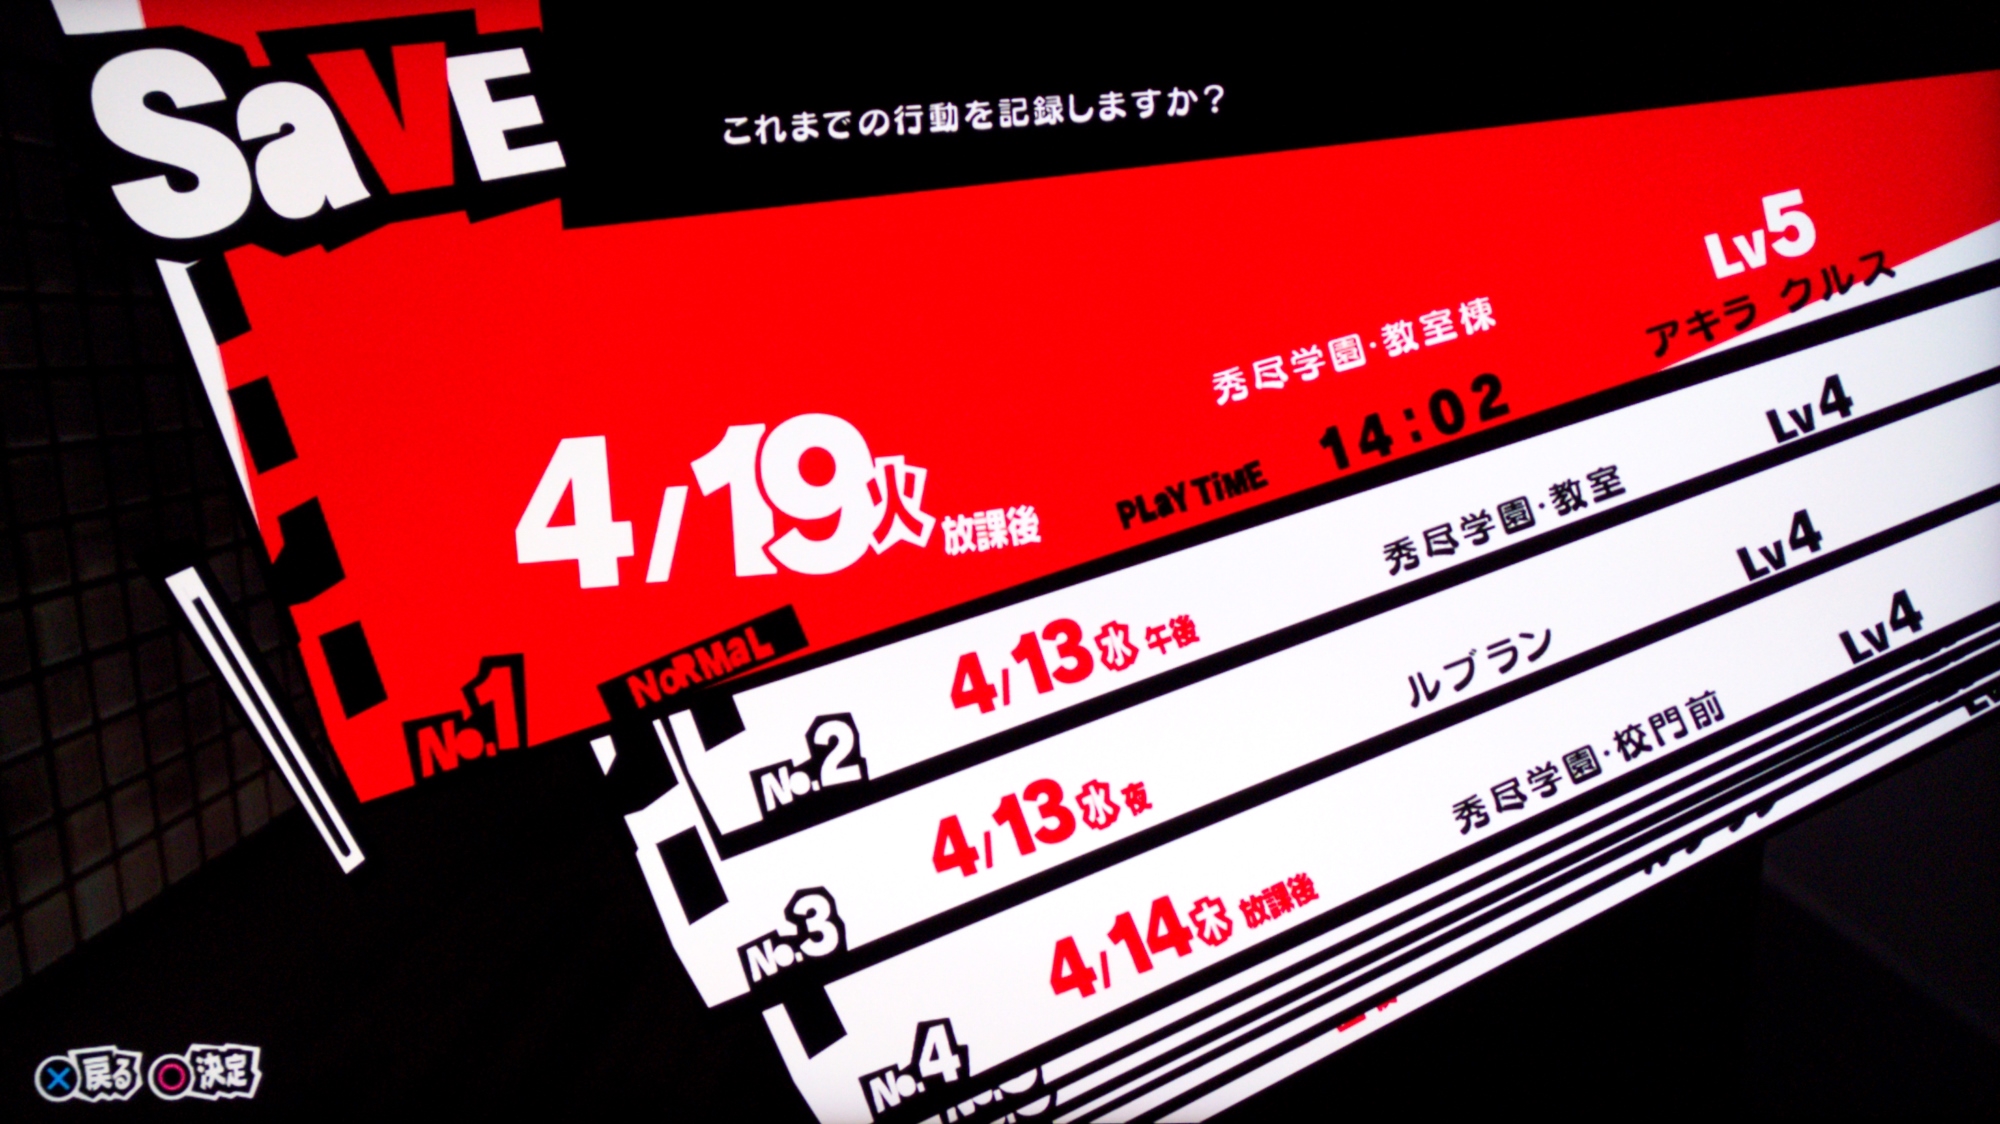 SaVE
これまでの行動を記録しますか?
Lv5
アキラ クルス
秀尽学園・教室棟
4/19火 放課後
PLaY TiME 14:02
NoRMaL
No.1
No.2 4/13水 午後 秀尽学園・教室 Lv4
No.3 4/13水 夜 ルブラン Lv4
No.4 4/14木 放課後 秀尽学園・校門前 Lv4
戻る 決定